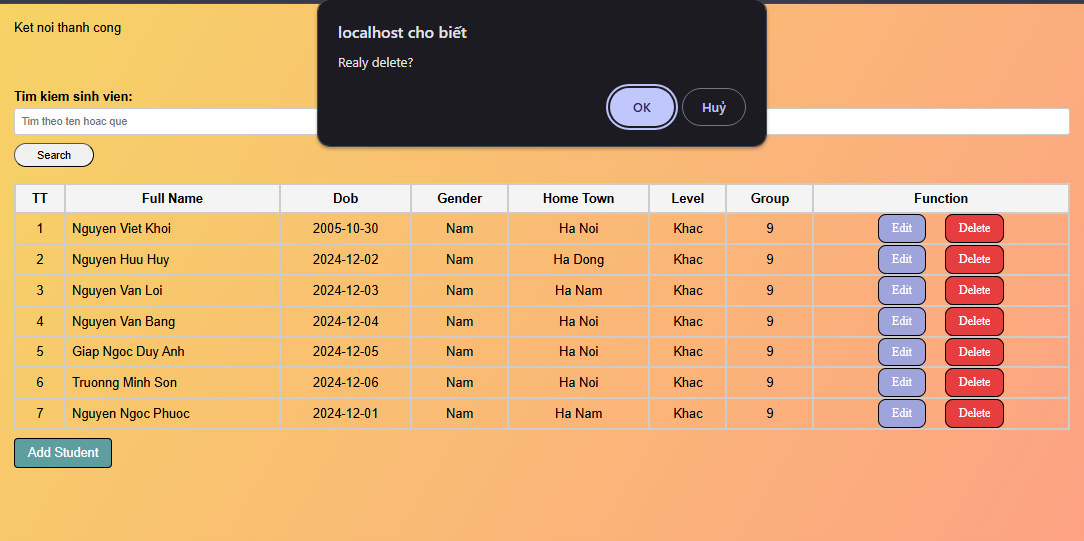 Ket noi thanh cong
localhost cho biết
Realy delete?
OK Huỷ
Tim kiem sinh vien:
Tim theo ten hoac que
Search
TT Full Name Dob Gender Home Town Level Group Function
1 Nguyen Viet Khoi 2005-10-30 Nam Ha Noi Khac 9 Edit Delete
2 Nguyen Huu Huy 2024-12-02 Nam Ha Dong Khac 9 Edit Delete
3 Nguyen Van Loi 2024-12-03 Nam Ha Nam Khac 9 Edit Delete
4 Nguyen Van Bang 2024-12-04 Nam Ha Noi Khac 9 Edit Delete
5 Giap Ngoc Duy Anh 2024-12-05 Nam Ha Noi Khac 9 Edit Delete
6 Truonng Minh Son 2024-12-06 Nam Ha Noi Khac 9 Edit Delete
7 Nguyen Ngoc Phuoc 2024-12-01 Nam Ha Nam Khac 9 Edit Delete
Add Student